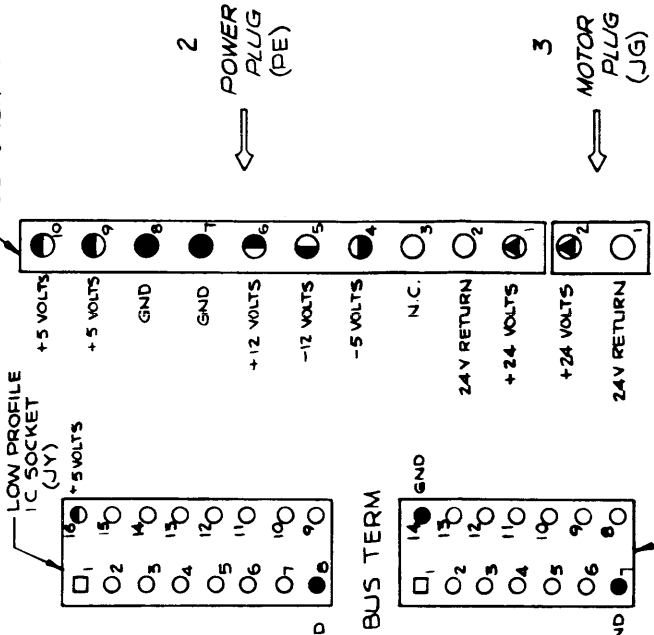 LOW PROFILE
IC SOCKET
(JY)
16
+5 VOLTS
1
15
2
14
3
13
4
12
5
11
6
10
7
9
8
BUS TERM
14
GND
1
13
2
12
3
11
4
10
5
9
6
8
7
+5 VOLTS
10
+5 VOLTS
9
GND
8
GND
7
+12 VOLTS
6
-12 VOLTS
5
-5 VOLTS
4
N.C.
3
24V RETURN
2
+24 VOLTS
1
+24 VOLTS
2
24V RETURN
1
2
POWER
PLUG
(PE)
3
MOTOR
PLUG
(JG)